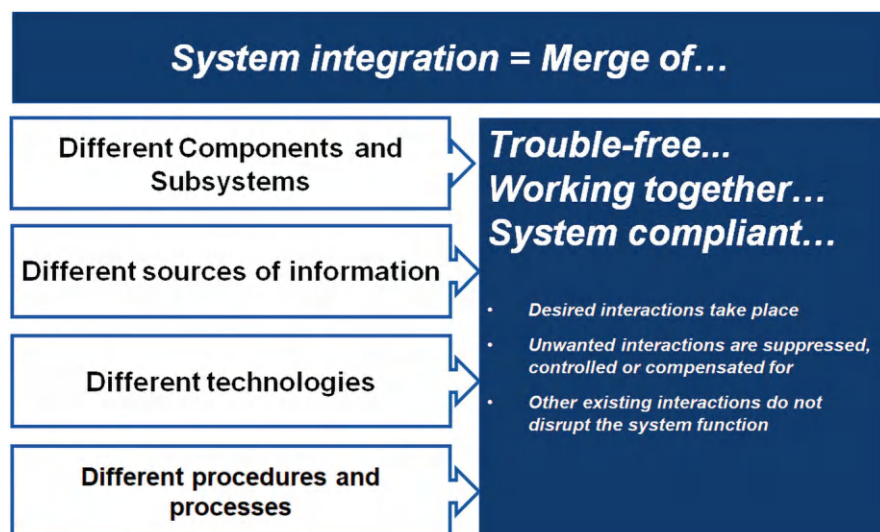 System integration = Merge of…
Different Components and
Subsystems
Different sources of information
Different technologies
Different procedures and
processes
Trouble-free...
Working together…
System compliant…
• Desired interactions take place
• Unwanted interactions are suppressed,
controlled or compensated for
• Other existing interactions do not
disrupt the system function